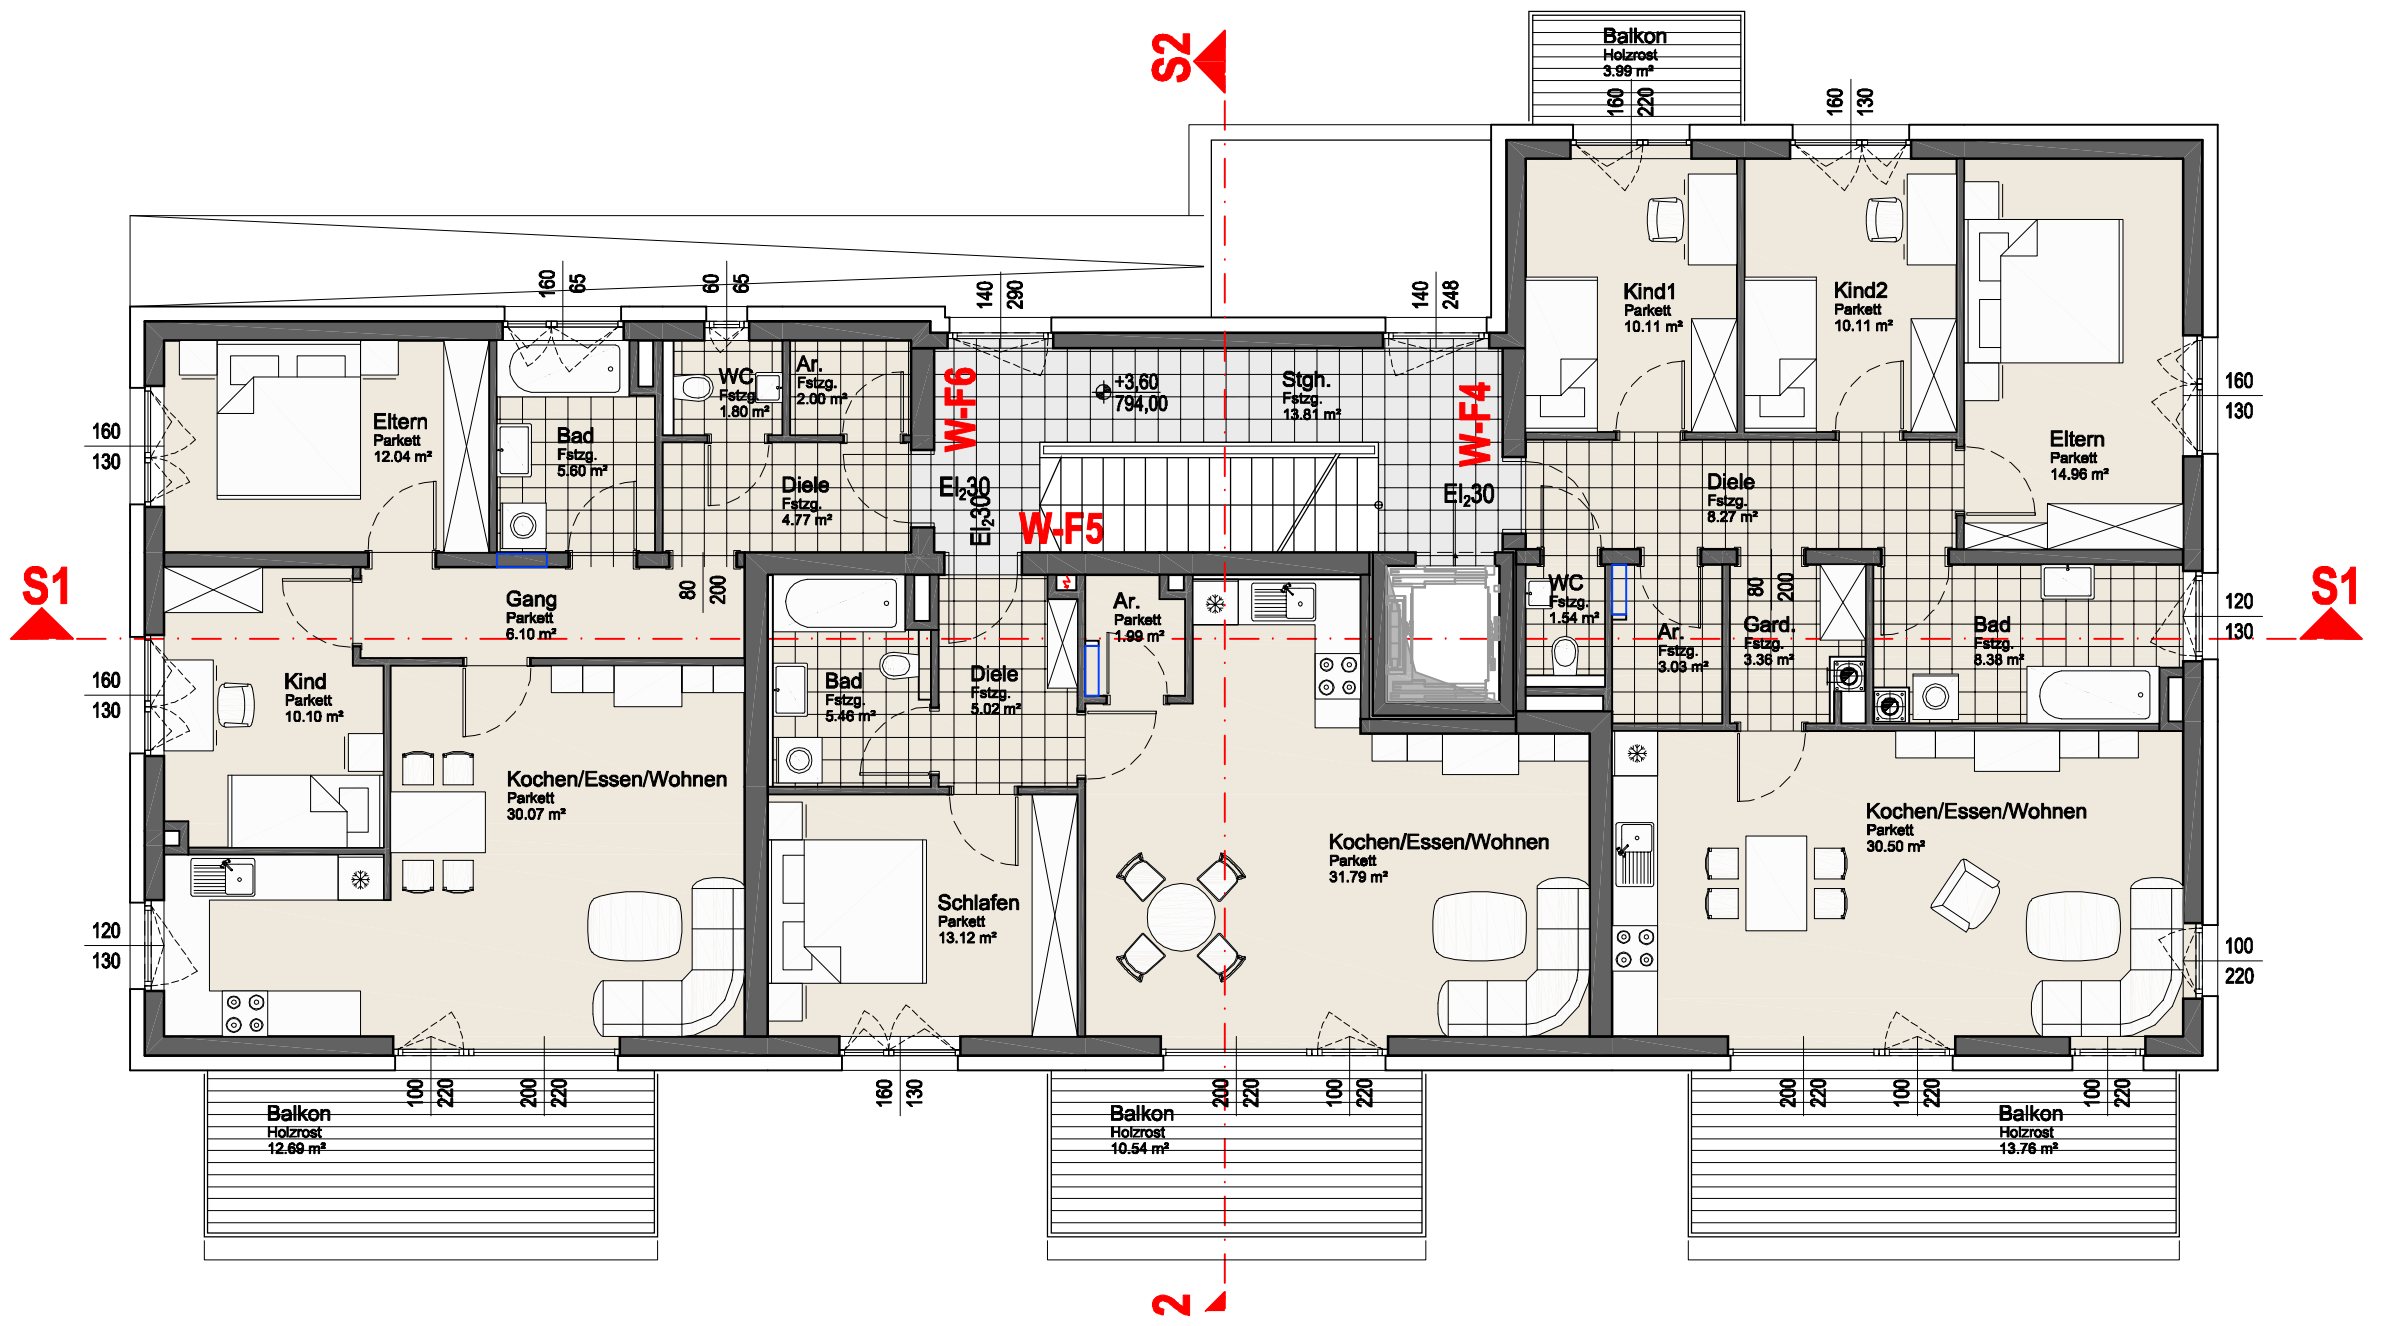 S2
Balkon
Holzrost
3.99 m²
160
220
160
130
160
65
60
65
140
290
140
248
Kind1
Parkett
10.11 m²
Kind2
Parkett
10.11 m²
Eltern
Parkett
14.96 m²
160
130
Eltern
Parkett
12.04 m²
160
130
Bad
Fstzg.
5.60 m²
WC
Fstzg.
1.80 m²
Ar.
Fstzg.
2.00 m²
Diele
Fstzg.
4.77 m²
W-F6
+3,60
794,00
Stgh.
Fstzg.
13.81 m²
W-F4
EI₂30
EI₂30
W-F5
EI₂30
Diele
Fstzg.
8.27 m²
S1
S1
Gang
Parkett
6.10 m²
80
200
Ar.
Parkett
1.99 m²
WC
Fstzg.
1.54 m²
Ar.
Fstzg.
3.03 m²
80
200
Gard.
Fstzg.
3.36 m²
Bad
Fstzg.
8.38 m²
120
130
Kind
Parkett
10.10 m²
160
130
Bad
Fstzg.
5.46 m²
Diele
Fstzg.
5.02 m²
Kochen/Essen/Wohnen
Parkett
30.07 m²
Kochen/Essen/Wohnen
Parkett
31.79 m²
Kochen/Essen/Wohnen
Parkett
30.50 m²
Schlafen
Parkett
13.12 m²
120
130
100
220
100
220
200
220
160
130
200
220
100
220
200
220
100
220
100
220
Balkon
Holzrost
12.69 m²
Balkon
Holzrost
10.54 m²
Balkon
Holzrost
13.76 m²
2